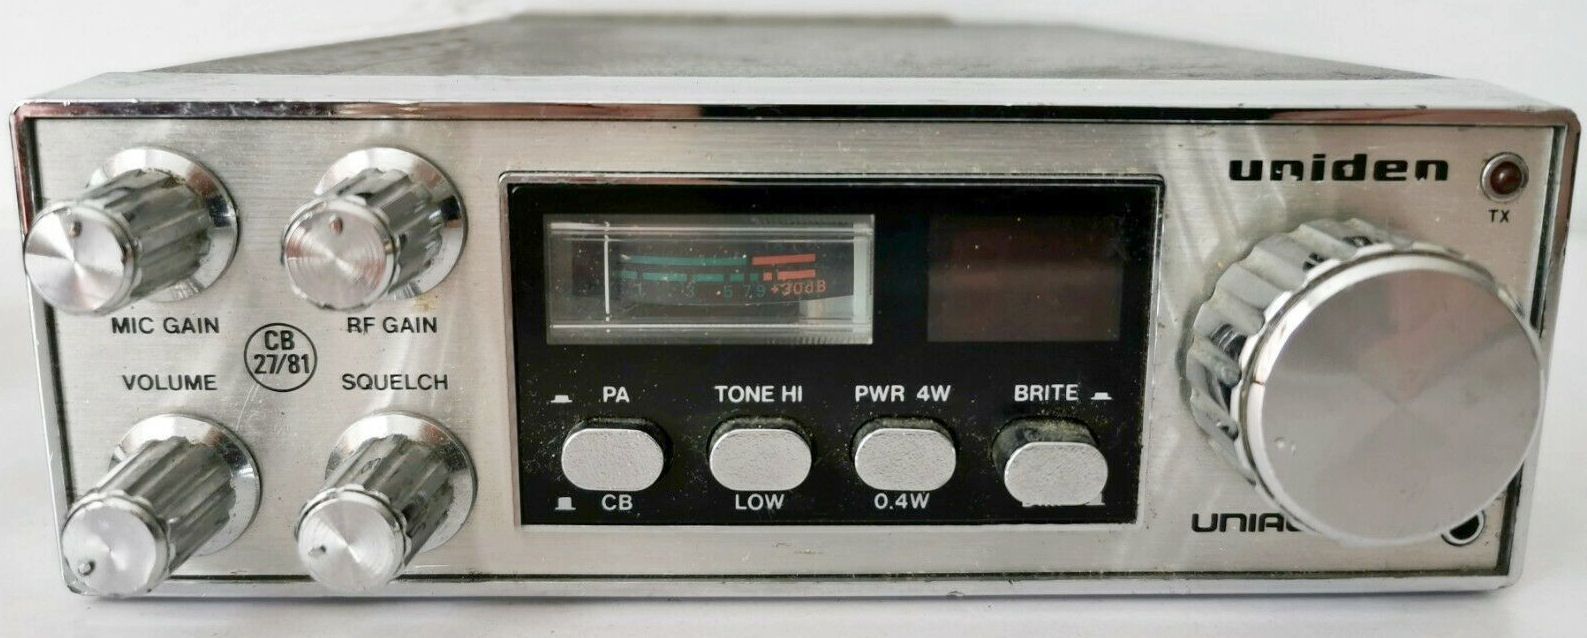 uniden
TX
MIC GAIN
RF GAIN
CB
27/81
VOLUME
SQUELCH
1 3 5 7 9 +30dB
PA
TONE HI
PWR 4W
BRITE
CB
LOW
0.4W